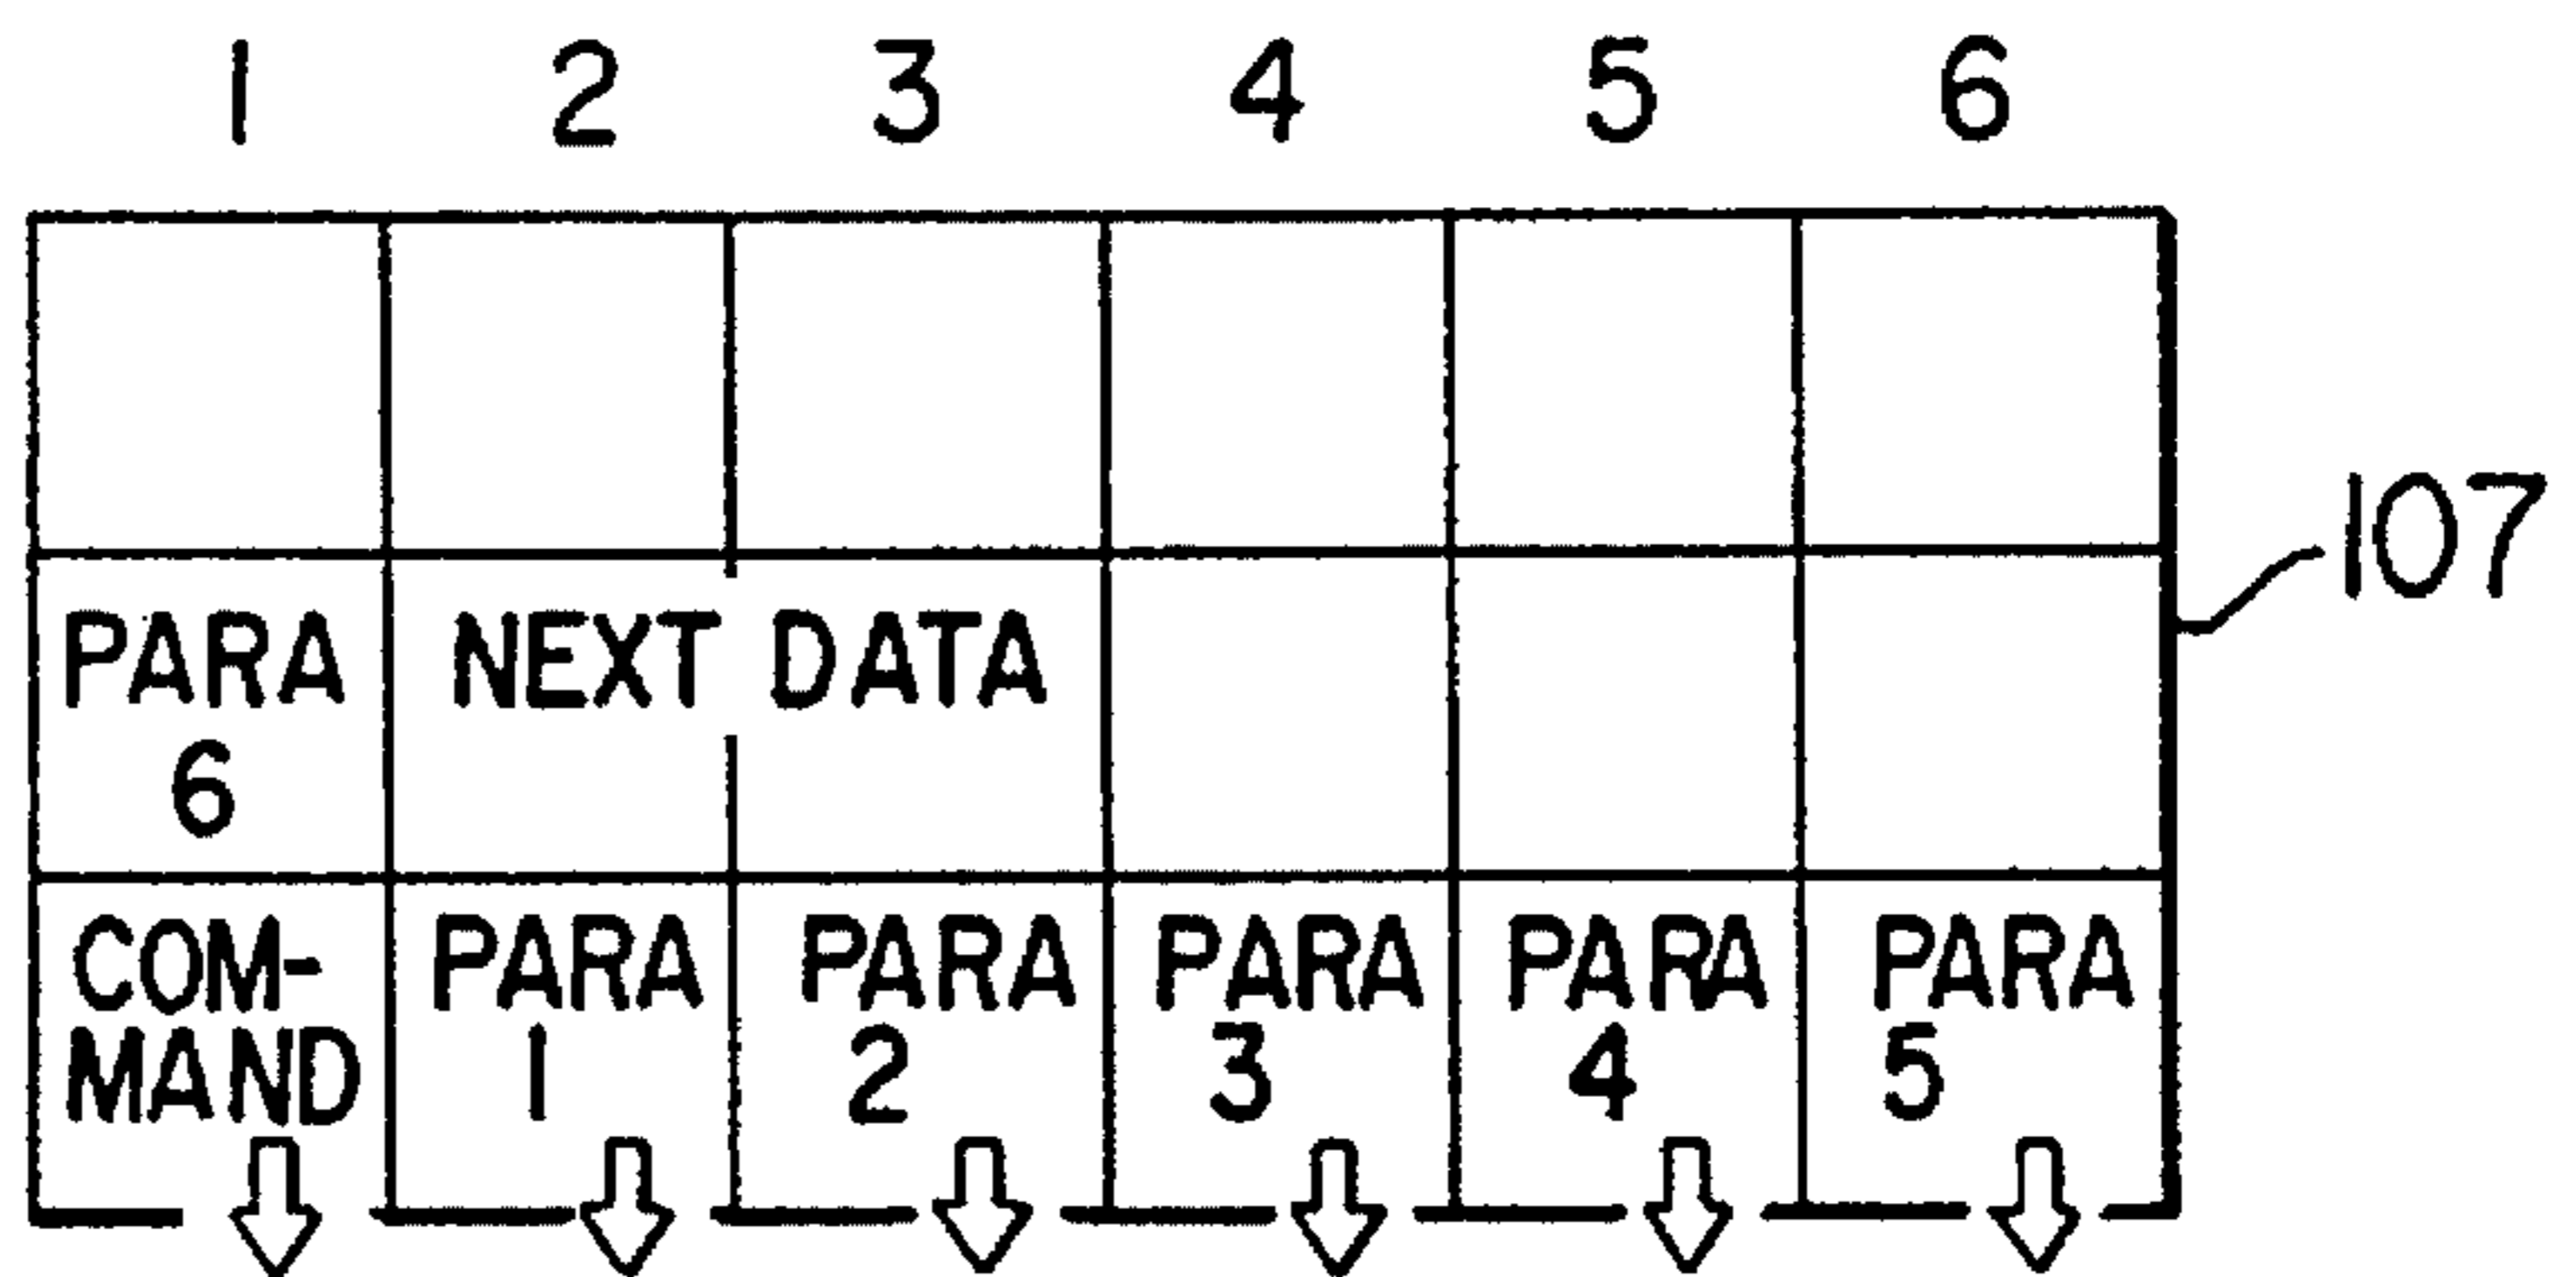 1 2 3 4 5 6
107
PARA NEXT DATA
6
COM- PARA PARA PARA PARA PARA
MAND 1 2 3 4 5